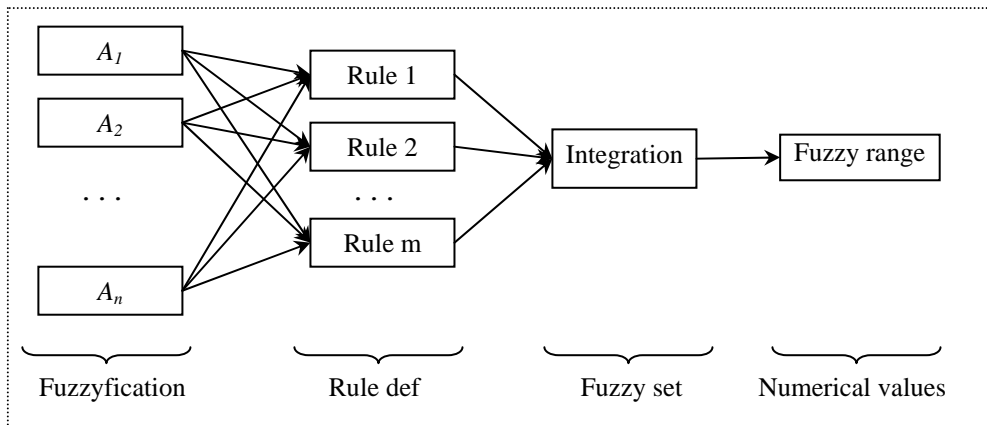 A1
A2
. . .
An
Fuzzyfication
Rule 1
Rule 2
. . .
Rule m
Rule def
Integration
Fuzzy set
Fuzzy range
Numerical values